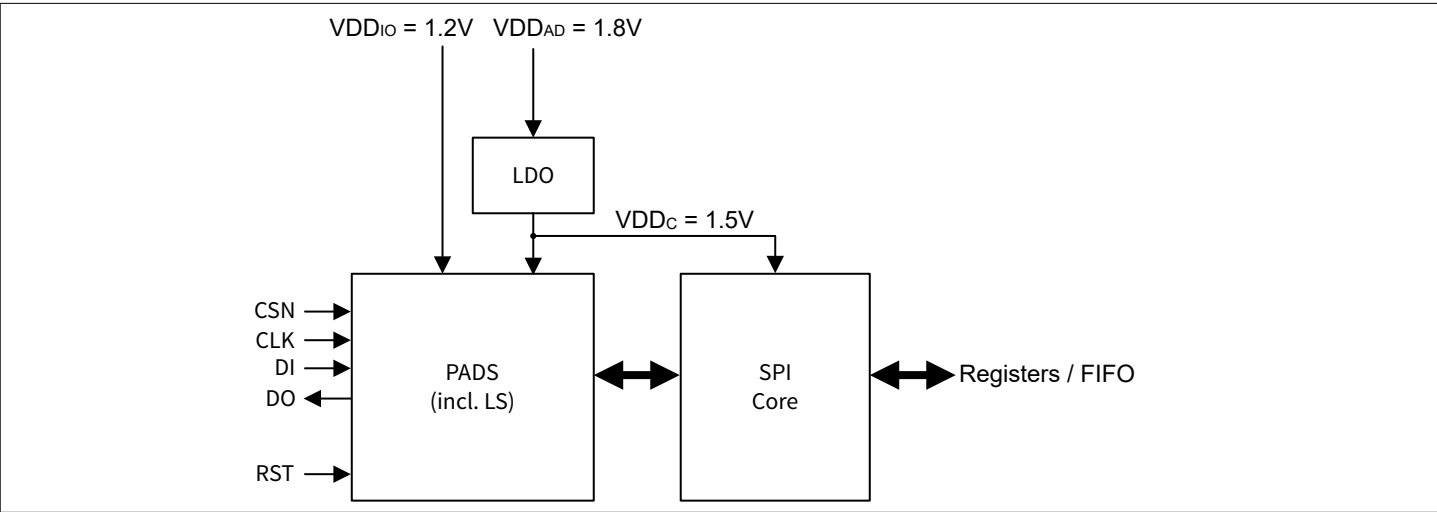 VDDIO = 1.2V VDDAD = 1.8V
LDO
VDDC = 1.5V
CSN
CLK
DI
DO
RST
PADS
(incl. LS)
SPI
Core
Registers / FIFO